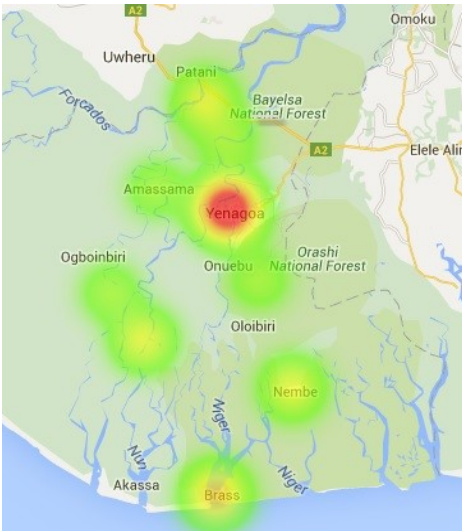 A2
Omoku
Uwheru
Patani
Forcados
Bayelsa
National Forest
A2
Elele Alim
Amassama
Yenagoa
Ogboinbiri
Onuebu
Orashi
National Forest
Oloibiri
Nembe
Niger
Nun
Akassa
Brass
Niger